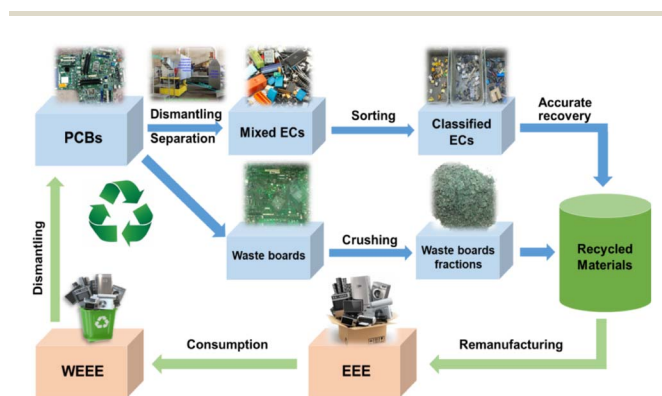 PCBs
Dismantling
Separation
Mixed ECs
Sorting
Classified
ECs
Accurate
recovery
Waste boards
Crushing
Waste boards
fractions
Recycled
Materials
Dismantling
WEEE
Consumption
EEE
Remanufacturing